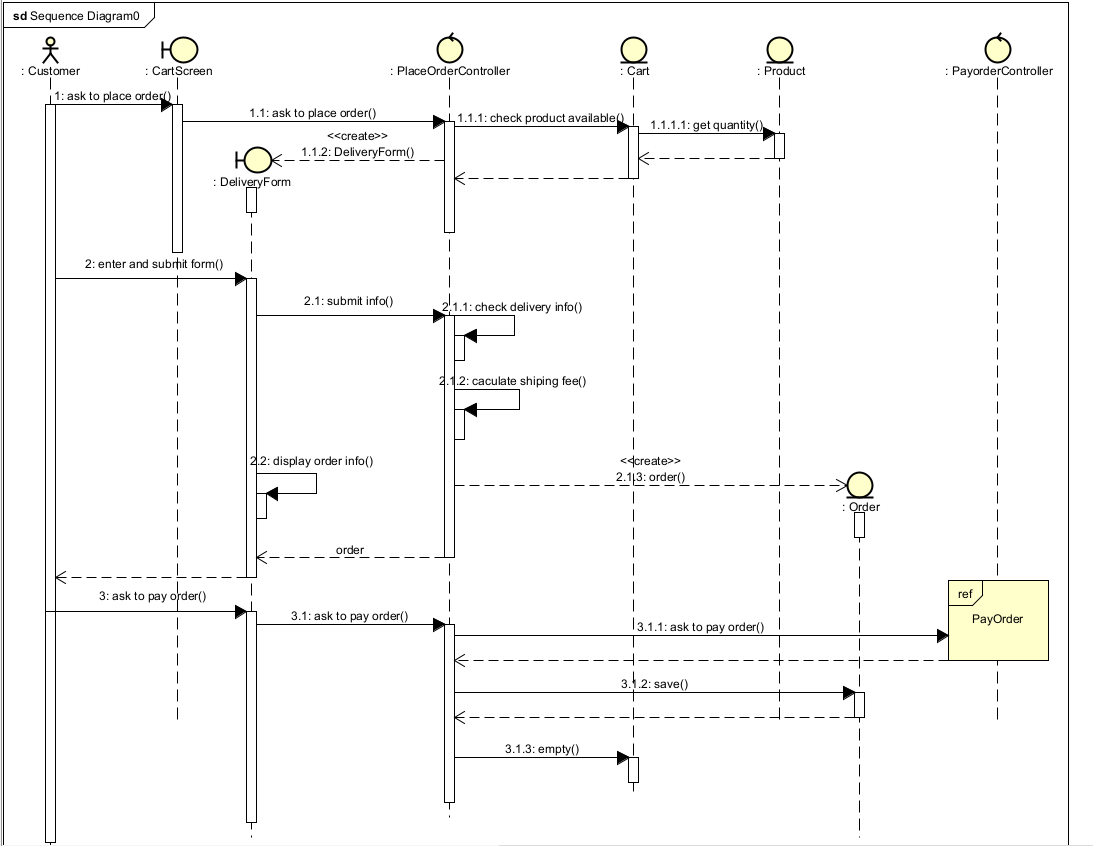 sd Sequence Diagram0
: Customer
: CartScreen
: PlaceOrderController
: Cart
: Product
: PayorderController
1: ask to place order()
1.1: ask to place order()
1.1.1: check product available()
1.1.1.1: get quantity()
<<create>>
1.1.2: DeliveryForm()
: DeliveryForm
2: enter and submit form()
2.1: submit info()
2.1.1: check delivery info()
2.1.2: caculate shiping fee()
2.2: display order info()
<<create>>
2.1.3: order()
: Order
order
3: ask to pay order()
3.1: ask to pay order()
ref
PayOrder
3.1.1: ask to pay order()
3.1.2: save()
3.1.3: empty()